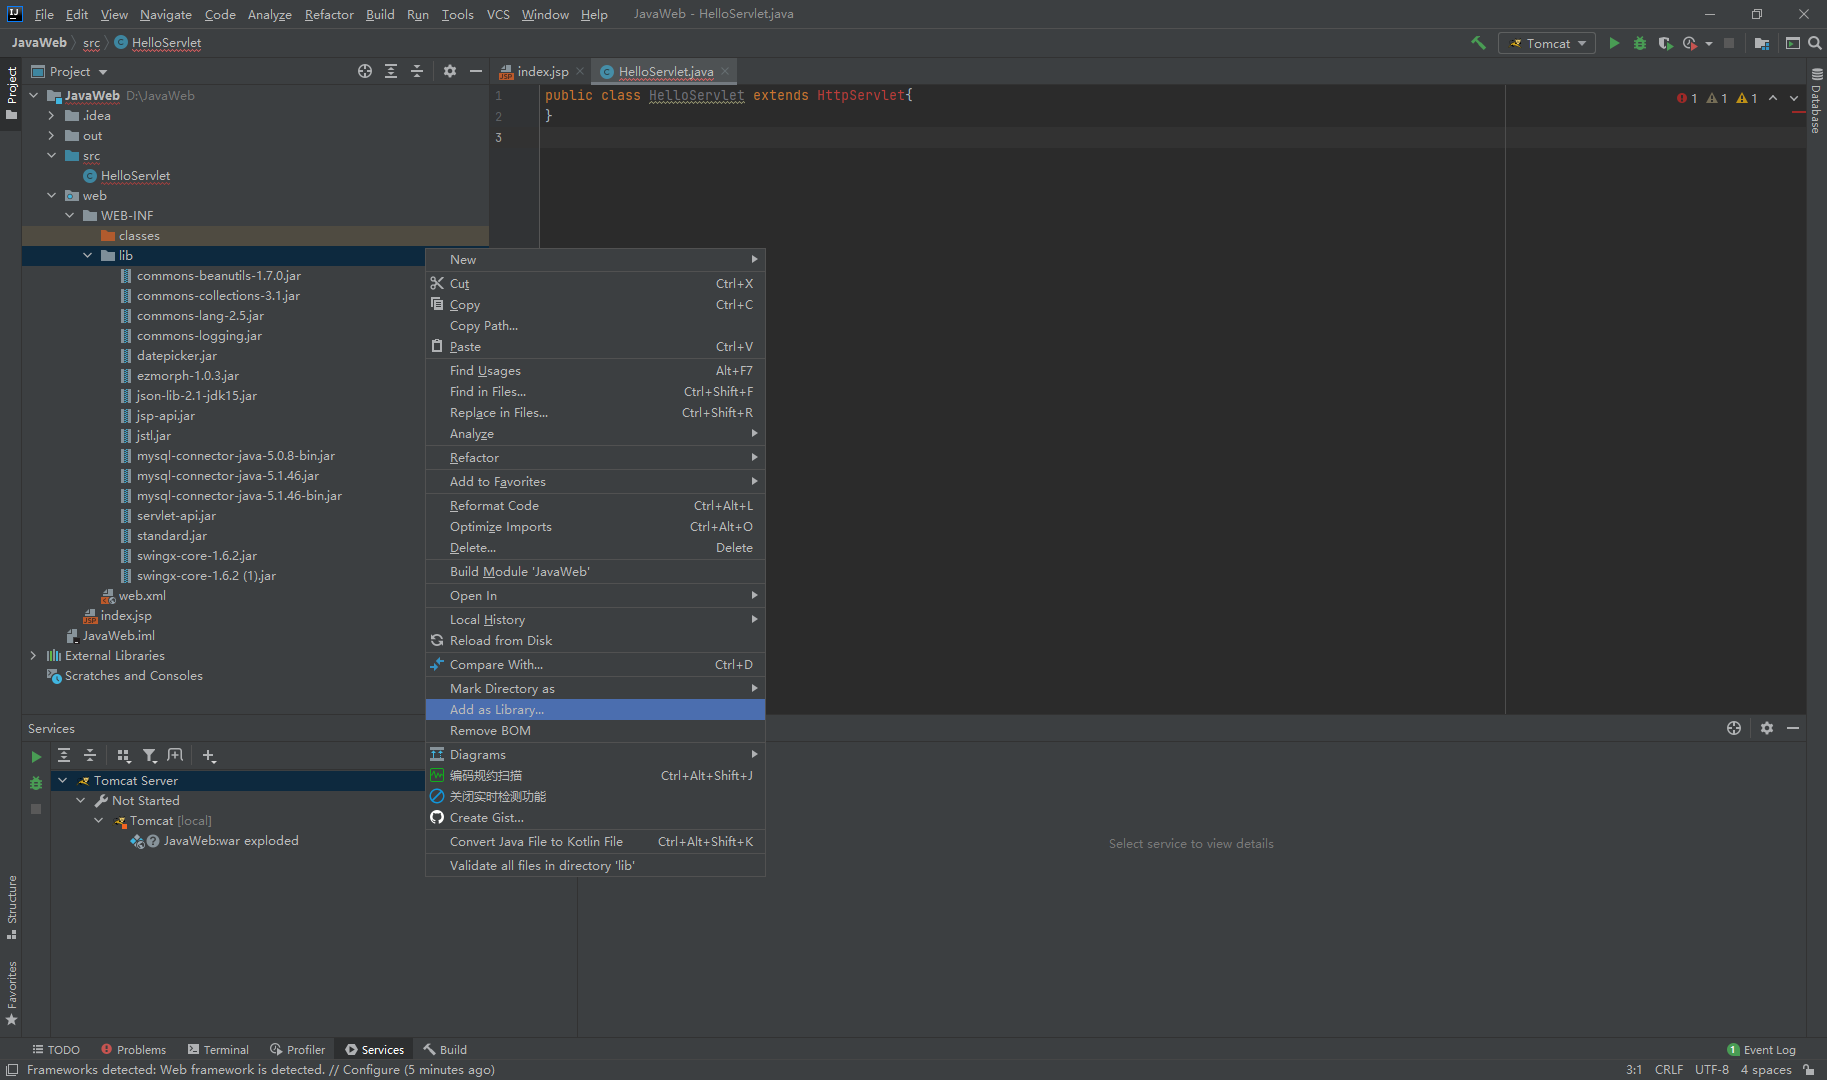 File Edit View Navigate Code Analyze Refactor Build Run Tools VCS Window Help JavaWeb - HelloServlet.java
JavaWeb src HelloServlet
Tomcat
Project
Project
index.jsp
HelloServlet.java
Database
JavaWeb D:\JavaWeb
.idea
out
src
HelloServlet
web
WEB-INF
classes
lib
commons-beanutils-1.7.0.jar
commons-collections-3.1.jar
commons-lang-2.5.jar
commons-logging.jar
datepicker.jar
ezmorph-1.0.3.jar
json-lib-2.1-jdk15.jar
jsp-api.jar
jstl.jar
mysql-connector-java-5.0.8-bin.jar
mysql-connector-java-5.1.46.jar
mysql-connector-java-5.1.46-bin.jar
servlet-api.jar
standard.jar
swingx-core-1.6.2.jar
swingx-core-1.6.2 (1).jar
web.xml
index.jsp
JavaWeb.iml
External Libraries
Scratches and Consoles
1 public class HelloServlet extends HttpServlet{
2 }
3
1 1 1
New
Cut Ctrl+X
Copy Ctrl+C
Copy Path...
Paste Ctrl+V
Find Usages Alt+F7
Find in Files... Ctrl+Shift+F
Replace in Files... Ctrl+Shift+R
Analyze
Refactor
Add to Favorites
Reformat Code Ctrl+Alt+L
Optimize Imports Ctrl+Alt+O
Delete... Delete
Build Module 'JavaWeb'
Open In
Local History
Reload from Disk
Compare With... Ctrl+D
Mark Directory as
Add as Library...
Remove BOM
Diagrams
编码规约扫描 Ctrl+Alt+Shift+J
关闭实时检测功能
Create Gist...
Convert Java File to Kotlin File Ctrl+Alt+Shift+K
Validate all files in directory 'lib'
Services
Tomcat Server
Not Started
Tomcat [local]
JavaWeb:war exploded
Select service to view details
Structure
Favorites
TODO Problems Terminal Profiler Services Build
1 Event Log
Frameworks detected: Web framework is detected. // Configure (5 minutes ago)
3:1 CRLF UTF-8 4 spaces